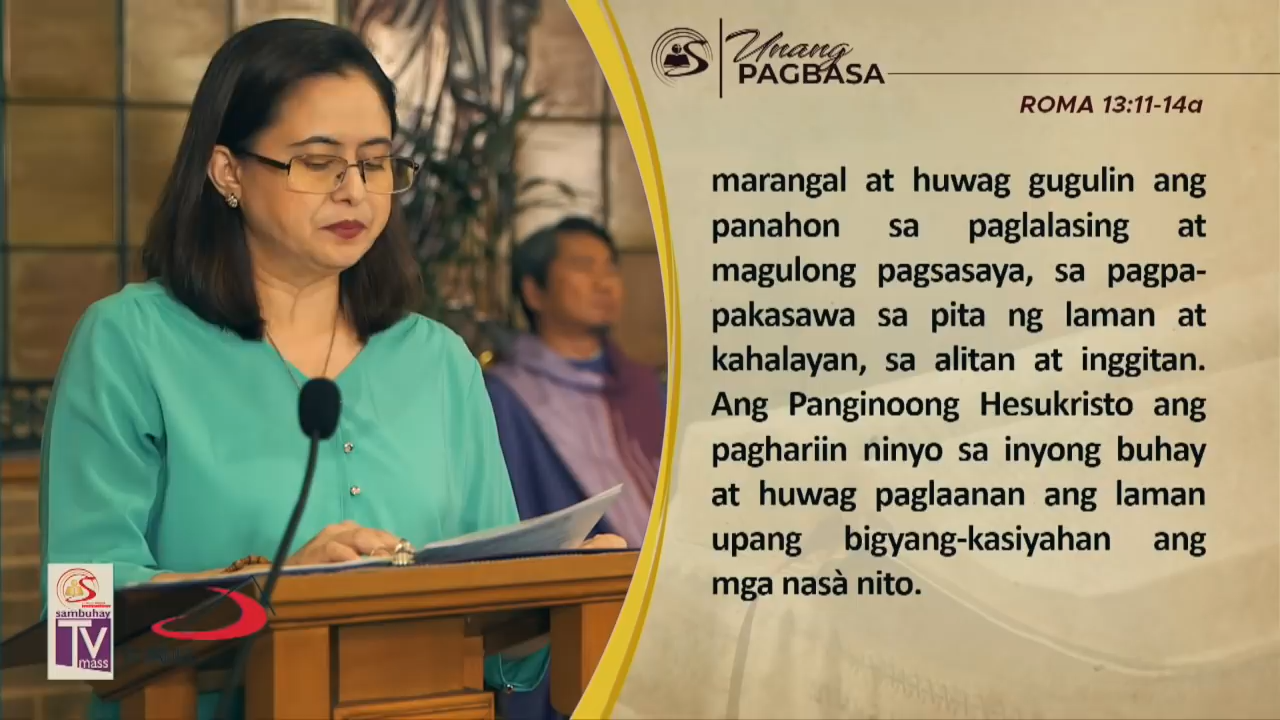 Unang
PAGBASA
ROMA 13:11-14a
marangal at huwag gugulin ang
panahon sa paglalasing at
magulong pagsasaya, sa pagpa-
pakasawa sa pita ng laman at
kahalayan, sa alitan at inggitan.
Ang Panginoong Hesukristo ang
paghariin ninyo sa inyong buhay
at huwag paglaanan ang laman
upang bigyang-kasiyahan ang
mga nasà nito.
sambuhay
TV
mass